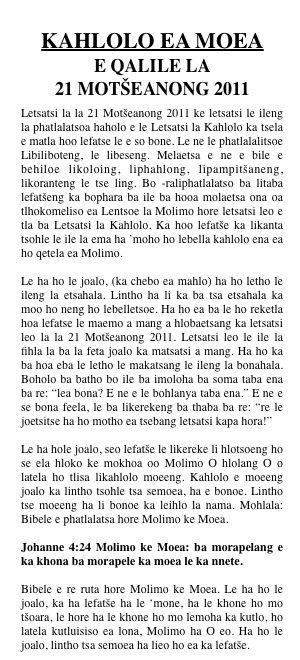 KAHLOLO EA MOEA
E QALILE LA
21 MOTŠEANONG 2011
Letsatsi la la 21 Motšeanong 2011 ke letsatsi le ileng
la phatlalatsoa haholo e le Letsatsi la Kahlolo ka tsela
e matla hoo lefatse le e so bone. Le ne le phatlalalitsoe
Libiliboteng, le libeseng. Melaetsa e ne e bile e
behiloe likoloing, liphahlong, lipampitšaneng,
likoranteng le tse ling. Bo -raliphatlalatso ba litaba
lefatšeng ka bophara ba ile ba hooa molaetsa ona oa
tlhokomeliso ea Lentsoe la Molimo hore letsatsi leo e
tla ba Letsatsi la Kahlolo. Ka hoo lefatše ka likanta
tsohle le ile la ema ha ’moho ho lebella kahlolo ena ea
ho qetela ea Molimo.
Le ha ho le joalo, (ka chebo ea mahlo) ha ho letho le
ileng la etsahala. Lintho ha li ka ba tsa etsahala ka
moo ho neng ho lebelletsoe. Ha ho ea ba le ho reketla
hoa lefatse le maemo a mang a hlobaetsang ka letsatsi
leo la la 21 Motšeanong 2011. Letsatsi leo le ile la
fihla la ba la feta joalo ka matsatsi a mang. Ha ho ka
ba hoa eba le letho le makatsang le ileng la bonahala.
Boholo ba batho bo ile ba imoloha ba soma taba ena
ba re: “lea bona? E ne e le bohlanya taba ena.” E ne e
se bona feela, le ba likerekeng ba thaba ba re: “re le
joetsitse ha ho motho ea tsebang letsatsi kapa hora!”
Le ha hole joalo, seo lefatše le likereke li hlotsoeng ho
se ela hloko ke mokhoa oo Molimo O hlolang O o
latela ho tlisa likahlolo moeeng. Kahlolo e moeeng
joalo ka lintho tsohle tsa semoea, ha e bonoe. Lintho
tse moeeng ha li bonoe ka leihlo la nama. Mohlala:
Bibele e phatlalatsa hore Molimo ke Moea.
Johanne 4:24 Molimo ke Moea: ba morapelang e
ka khona ba morapele ka moea le ka nnete.
Bibele e re ruta hore Molimo ke Moea. Le ha ho le
joalo, ka ha lefatše ha le ‘mone, ha le khone ho mo
tšoara, le hore ha le khone ho mo lemoha ka kutlo, ho
latela kutluisiso ea lona, Molimo ha O eo. Ha ho le
joalo, lintho tsa semoea ha lieo ho ea ka lefatše.